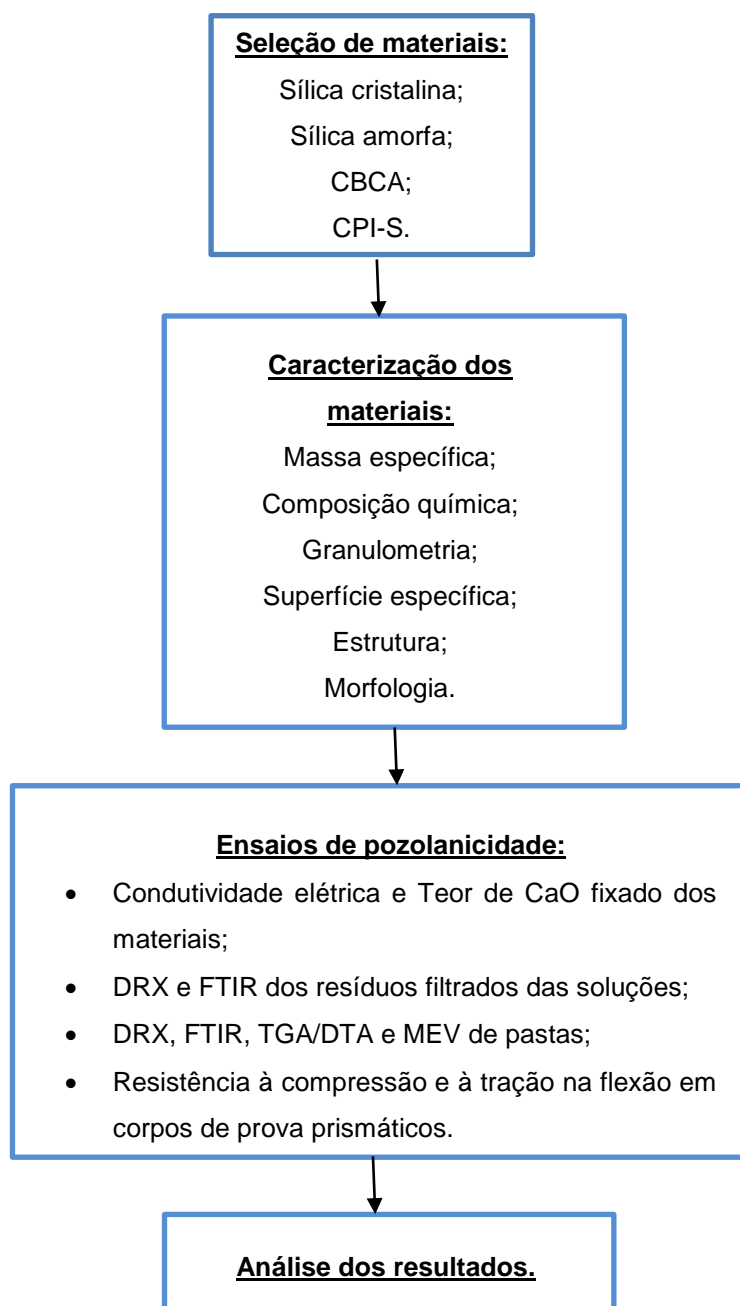 Seleção de materiais:
Sílica cristalina;
Sílica amorfa;
CBCA;
CPI-S.
Caracterização dos
materiais:
Massa específica;
Composição química;
Granulometria;
Superfície específica;
Estrutura;
Morfologia.
Ensaios de pozolanicidade:
• Condutividade elétrica e Teor de CaO fixado dos
materiais;
• DRX e FTIR dos resíduos filtrados das soluções;
• DRX, FTIR, TGA/DTA e MEV de pastas;
• Resistência à compressão e à tração na flexão em
corpos de prova prismáticos.
Análise dos resultados.